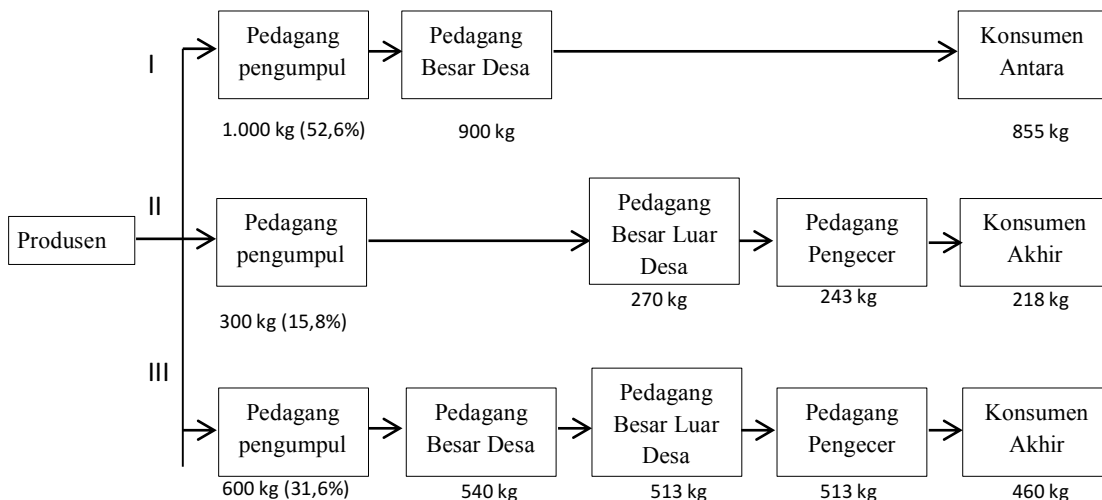 I
Pedagang
pengumpul
Pedagang
Besar Desa
Konsumen
Antara
1.000 kg (52,6%)
900 kg
855 kg
II
Produsen
Pedagang
pengumpul
Pedagang
Besar Luar
Desa
Pedagang
Pengecer
Konsumen
Akhir
270 kg
243 kg
218 kg
300 kg (15,8%)
III
Pedagang
pengumpul
Pedagang
Besar Desa
Pedagang
Besar Luar
Desa
Pedagang
Pengecer
Konsumen
Akhir
600 kg (31,6%)
540 kg
513 kg
513 kg
460 kg